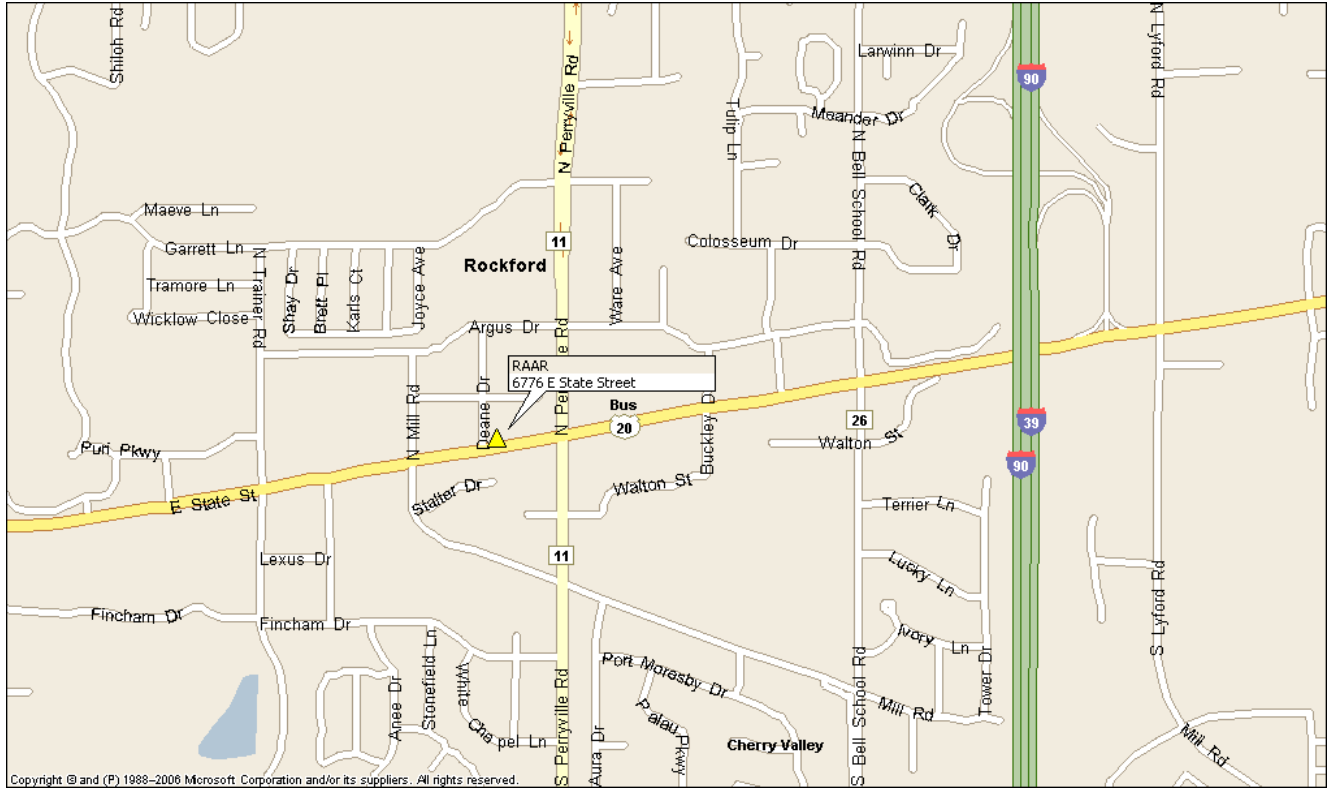 Shiloh Rd
N Perryville Rd
Larwinn Dr
90
N Lyford Rd
Tulip Ln
Meander Dr
N Bell School Rd
Maeve Ln
Clark Dr
Garrett Ln
11
Colosseum Dr
N Trainer Rd
Rockford
Tramore Ln
Shay Dr
Brett Pl
Karls Ct
Joyce Ave
Ware Ave
Wicklow Close
Argus Dr
RAAR
6776 E State Street
Deane Dr
N Pe
e Rd
Bus
20
Buckley D
26
39
90
N Mill Rd
Puri Pkwy
Walton St
E State St
Stalter Dr
Walton St
Terrier Ln
11
Lexus Dr
Lucky Ln
Fincham Dr
Fincham Dr
Ivory Ln
S Lyford Rd
Port Moresby Dr
Stonefield Ln
White Chapel Ln
Anee Dr
S Perryville Rd
Aura Dr
Palau Pkwy
Cherry Valley
S Bell School Rd
Mill Rd
Tower Dr
Mill Rd
Copyright © and (P) 1988–2006 Microsoft Corporation and/or its suppliers. All rights reserved.